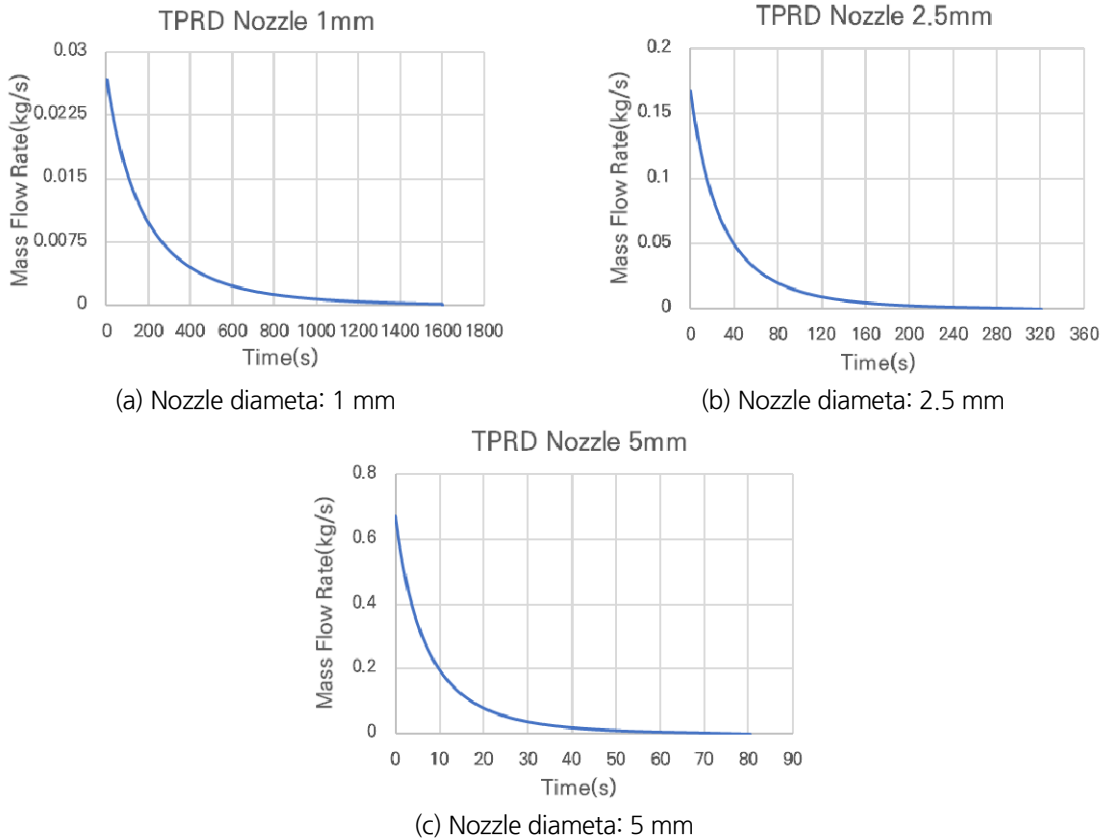 TPRD Nozzle 1mm
Mass Flow Rate(kg/s)
0.03
0.0225
0.015
0.0075
0
0 200 400 600 800 1000 1200 1400 1600 1800
Time(s)
(a) Nozzle diameta: 1 mm
TPRD Nozzle 2.5mm
Mass Flow Rate(kg/s)
0.2
0.15
0.1
0.05
0
0 40 80 120 160 200 240 280 320 360
Time(s)
(b) Nozzle diameta: 2.5 mm
TPRD Nozzle 5mm
Mass Flow Rate(kg/s)
0.8
0.6
0.4
0.2
0
0 10 20 30 40 50 60 70 80 90
Time(s)
(c) Nozzle diameta: 5 mm